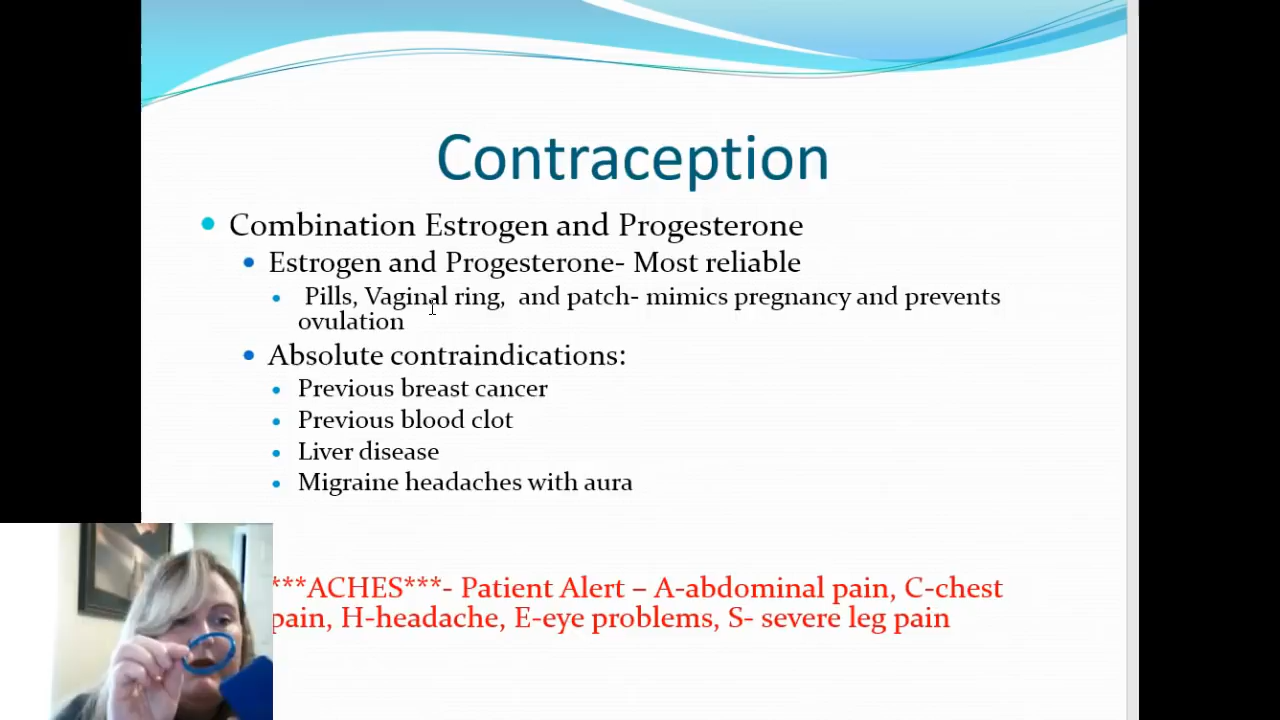 Contraception
Combination Estrogen and Progesterone
Estrogen and Progesterone- Most reliable
Pills, Vaginal ring,  and patch- mimics pregnancy and prevents
ovulation
Absolute contraindications:
Previous breast cancer
Previous blood clot
Liver disease
Migraine headaches with aura
***ACHES***- Patient Alert – A-abdominal pain, C-chest
pain, H-headache, E-eye problems, S- severe leg pain